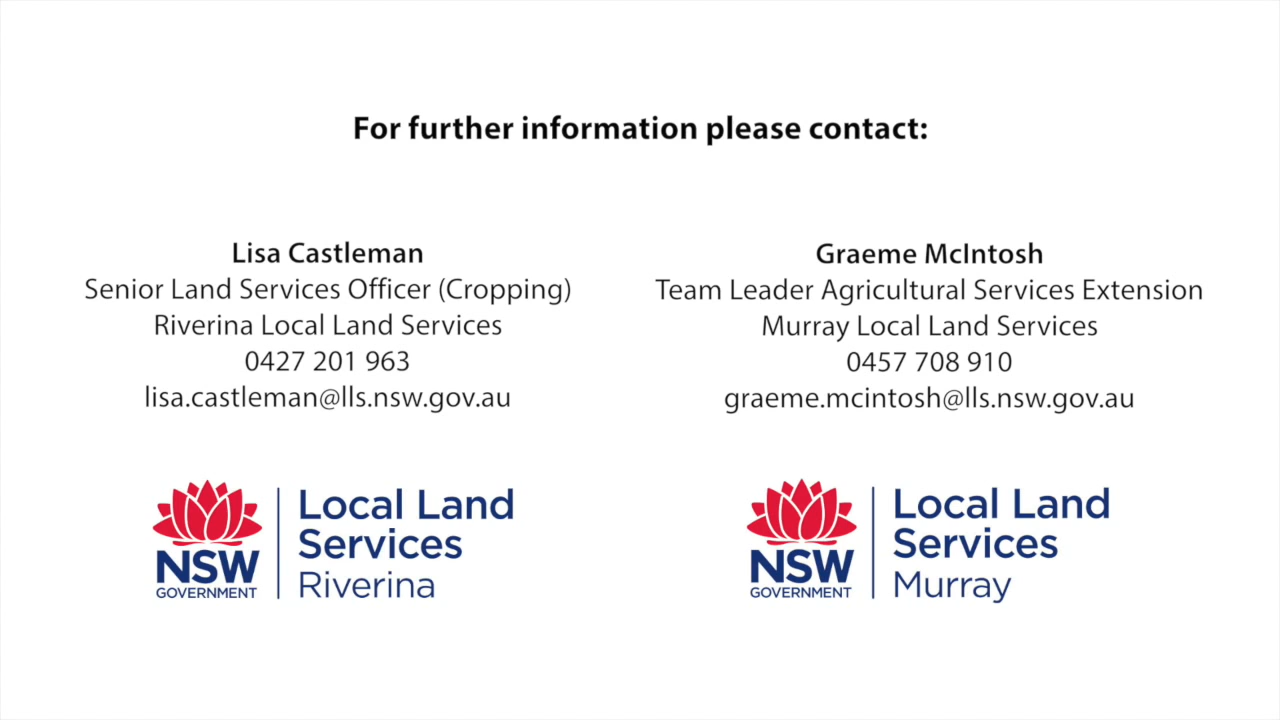 For further information please contact:
Lisa Castleman
Senior Land Services Officer (Cropping)
Riverina Local Land Services
0427 201 963
lisa.castleman@lls.nsw.gov.au
Graeme McIntosh
Team Leader Agricultural Services Extension
Murray Local Land Services
0457 708 910
graeme.mcintosh@lls.nsw.gov.au
NSW
GOVERNMENT
Local Land
Services
Riverina
NSW
GOVERNMENT
Local Land
Services
Murray